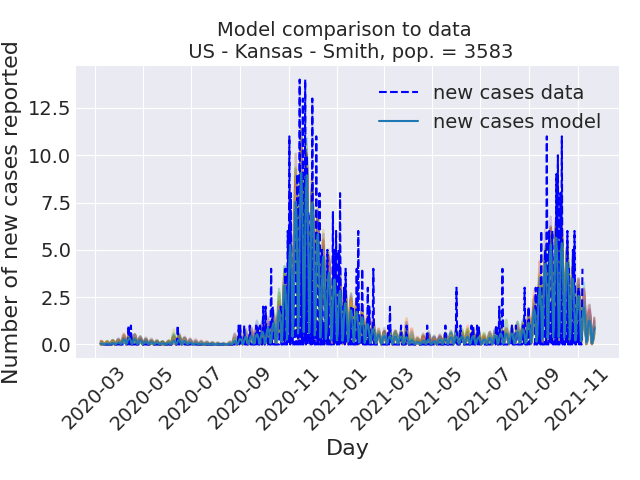 Model comparison to data
US - Kansas - Smith, pop. = 3583
new cases data
new cases model
Number of new cases reported
12.5
10.0
7.5
5.0
2.5
0.0
2020-03
2020-05
2020-07
2020-09
2020-11
2021-01
2021-03
2021-05
2021-07
2021-09
2021-11
Day